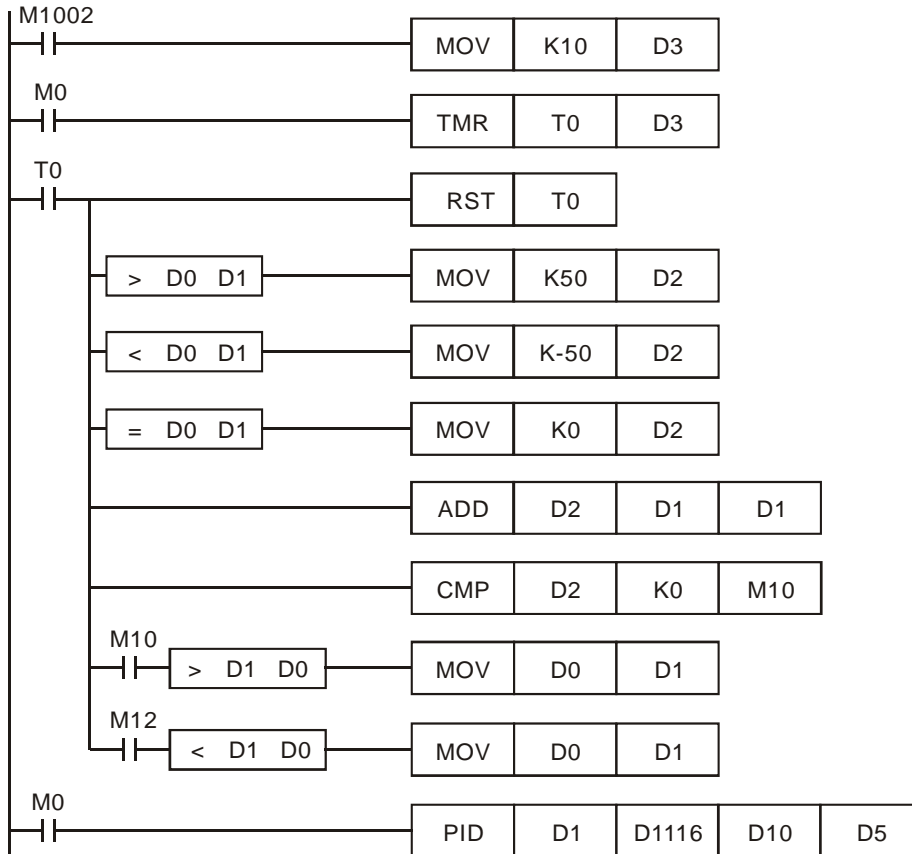 M1002
MOV K10 D3
M0
TMR T0 D3
T0
RST T0
> D0 D1 MOV K50 D2
< D0 D1 MOV K-50 D2
= D0 D1 MOV K0 D2
ADD D2 D1 D1
CMP D2 K0 M10
M10
> D1 D0 MOV D0 D1
M12
< D1 D0 MOV D0 D1
M0
PID D1 D1116 D10 D5